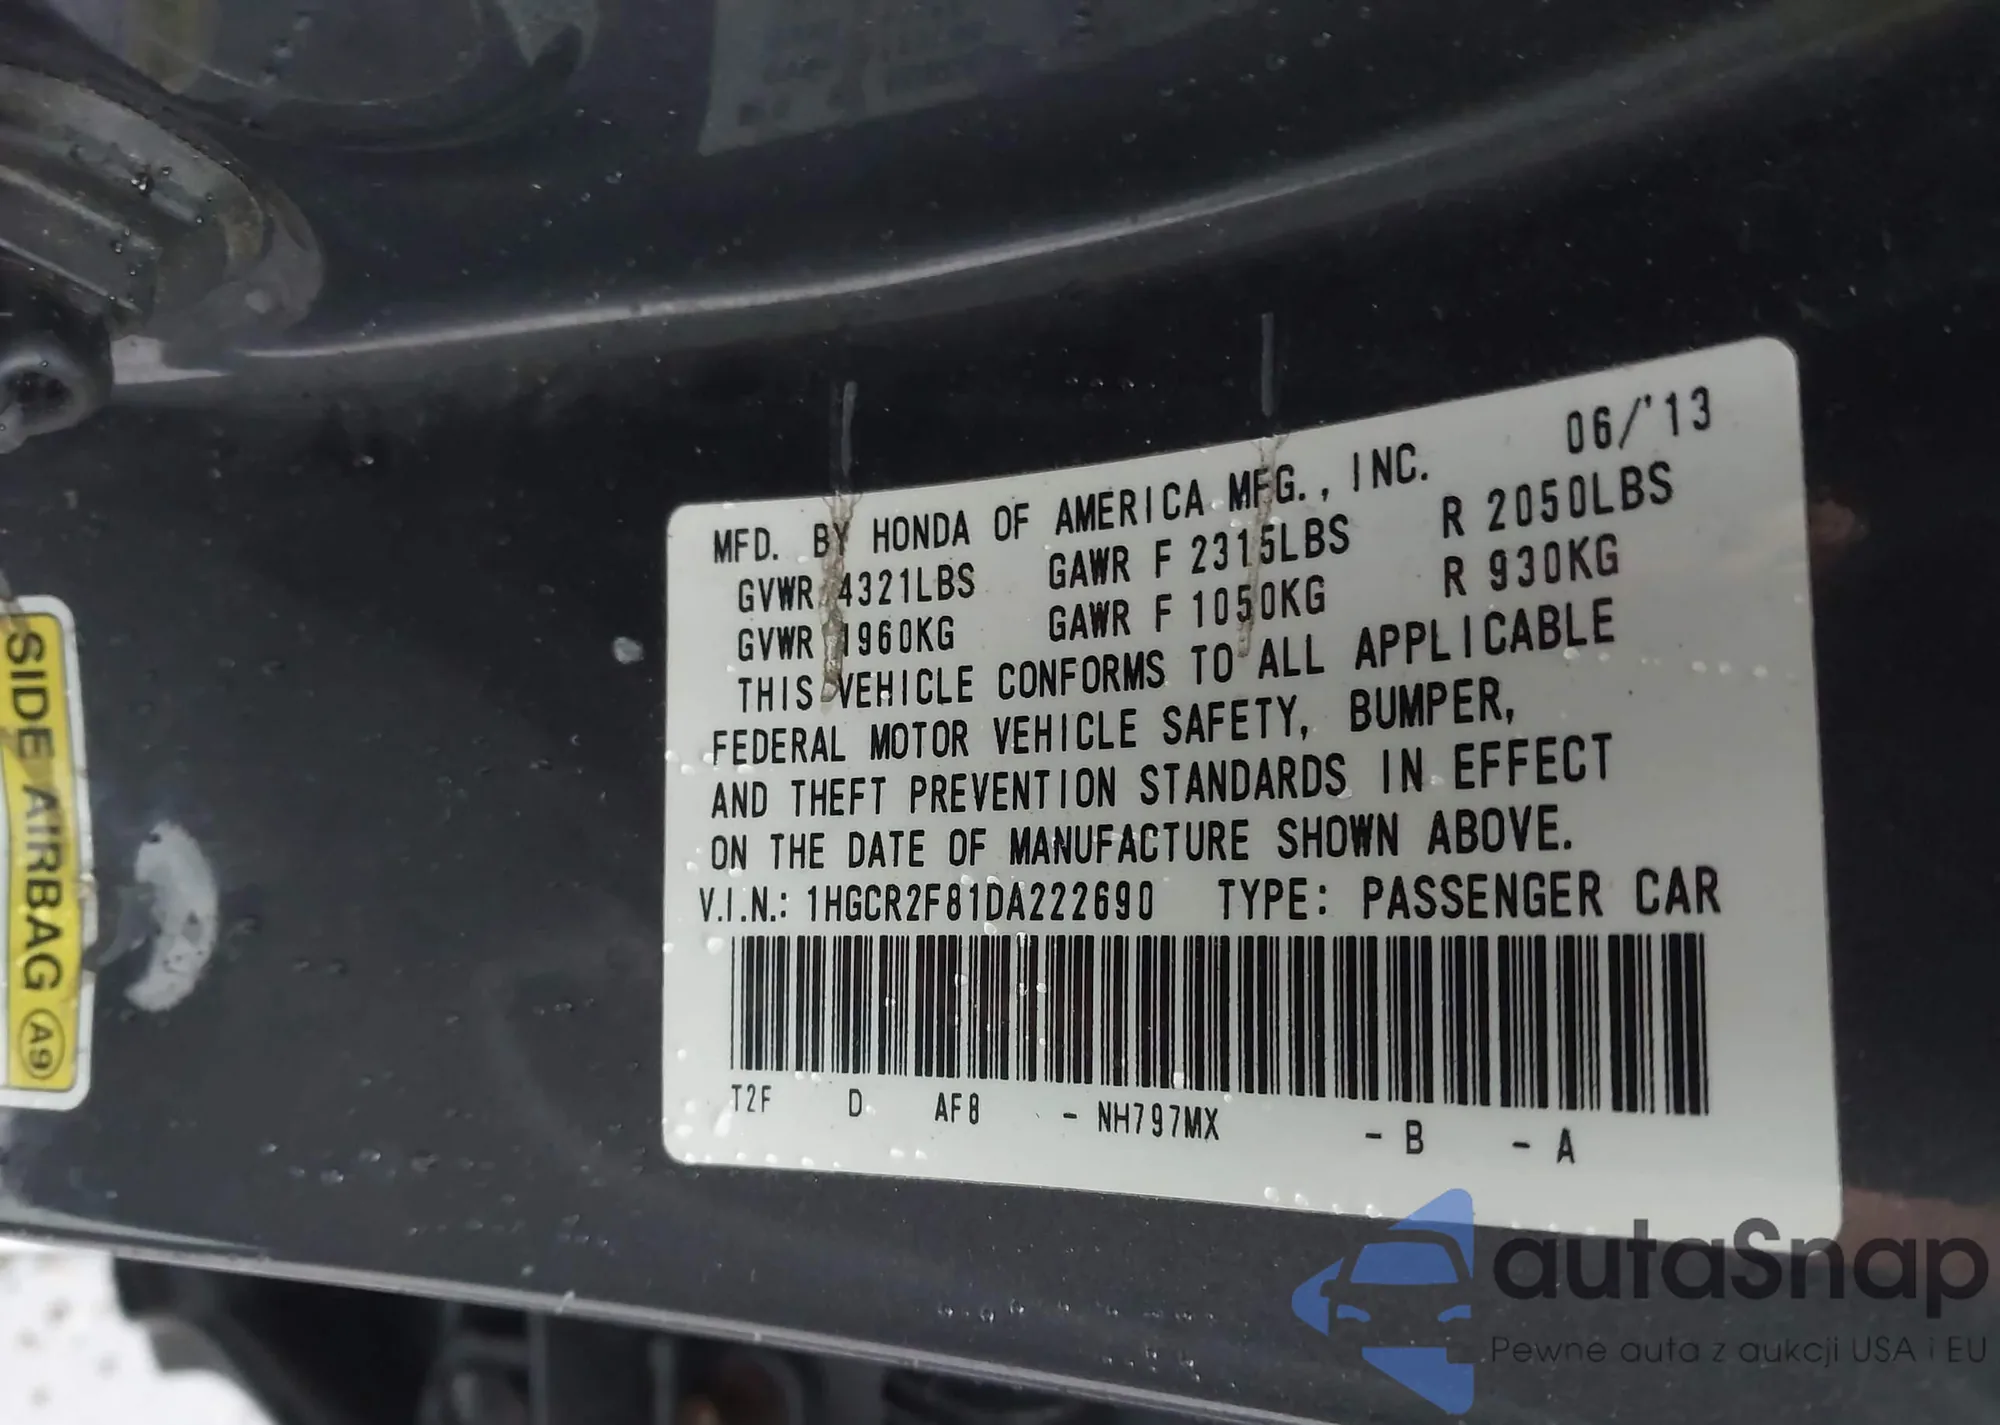 06/'13
MFD. BY HONDA OF AMERICA MFG., INC.
GVWR 4321LBS GAWR F 2315LBS R 2050LBS
GVWR 1960KG GAWR F 1050KG R 930KG
THIS VEHICLE CONFORMS TO ALL APPLICABLE
FEDERAL MOTOR VEHICLE SAFETY, BUMPER,
AND THEFT PREVENTION STANDARDS IN EFFECT
ON THE DATE OF MANUFACTURE SHOWN ABOVE.
V.I.N.: 1HGCR2F81DA222690 TYPE: PASSENGER CAR
T2F D AF8 - NH797MX - B - A
SIDE AIRBAG A9
autaSnap
Pewne auta z aukcji USA i EU